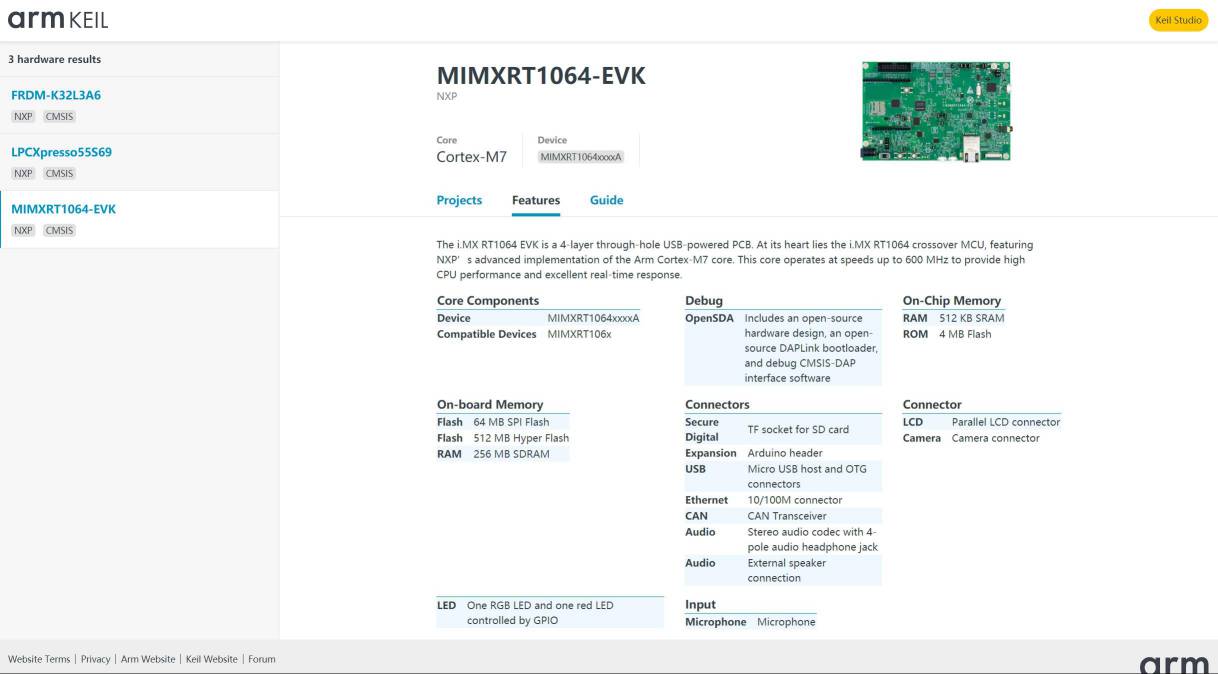 arm KEIL
Keil Studio
3 hardware results
FRDM-K32L3A6
NXP CMSIS
LPCXpresso55S69
NXP CMSIS
MIMXRT1064-EVK
NXP CMSIS
MIMXRT1064-EVK
NXP
Core
Cortex-M7
Device
MIMXRT1064xxxxA
Projects Features Guide
The i.MX RT1064 EVK is a 4-layer through-hole USB-powered PCB. At its heart lies the i.MX RT1064 crossover MCU, featuring
NXP’ s advanced implementation of the Arm Cortex-M7 core. This core operates at speeds up to 600 MHz to provide high
CPU performance and excellent real-time response.
Core Components
Device MIMXRT1064xxxxA
Compatible Devices MIMXRT106x
Debug
OpenSDA Includes an open-source
hardware design, an open-
source DAPLink bootloader,
and debug CMSIS-DAP
interface software
On-Chip Memory
RAM 512 KB SRAM
ROM 4 MB Flash
On-board Memory
Flash 64 MB SPI Flash
Flash 512 MB Hyper Flash
RAM 256 MB SDRAM
Connectors
Secure
Digital TF socket for SD card
Expansion Arduino header
USB Micro USB host and OTG
connectors
Ethernet 10/100M connector
CAN CAN Transceiver
Audio Stereo audio codec with 4-
pole audio headphone jack
Audio External speaker
connection
Connector
LCD Parallel LCD connector
Camera Camera connector
LED One RGB LED and one red LED
controlled by GPIO
Input
Microphone Microphone
Website Terms | Privacy | Arm Website | Keil Website | Forum
arm